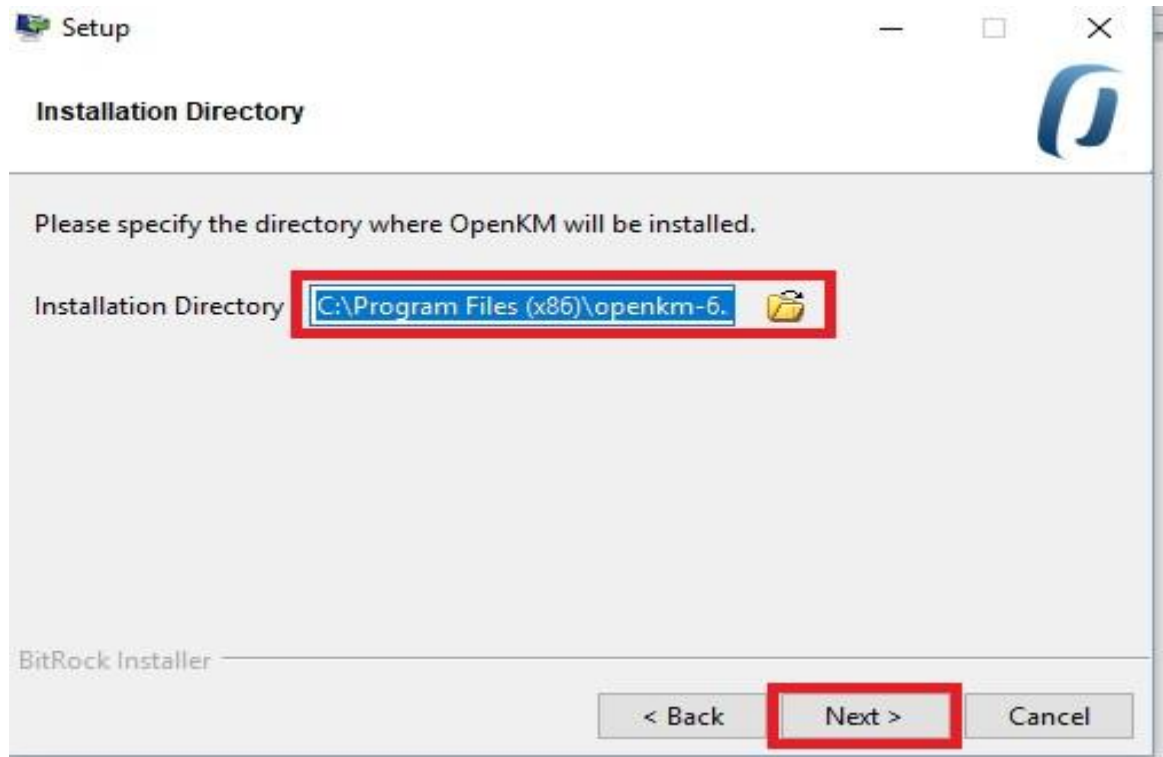 Setup
Installation Directory
Please specify the directory where OpenKM will be installed.
Installation Directory C:\Program Files (x86)\openkm-6.
BitRock Installer
< Back Next > Cancel